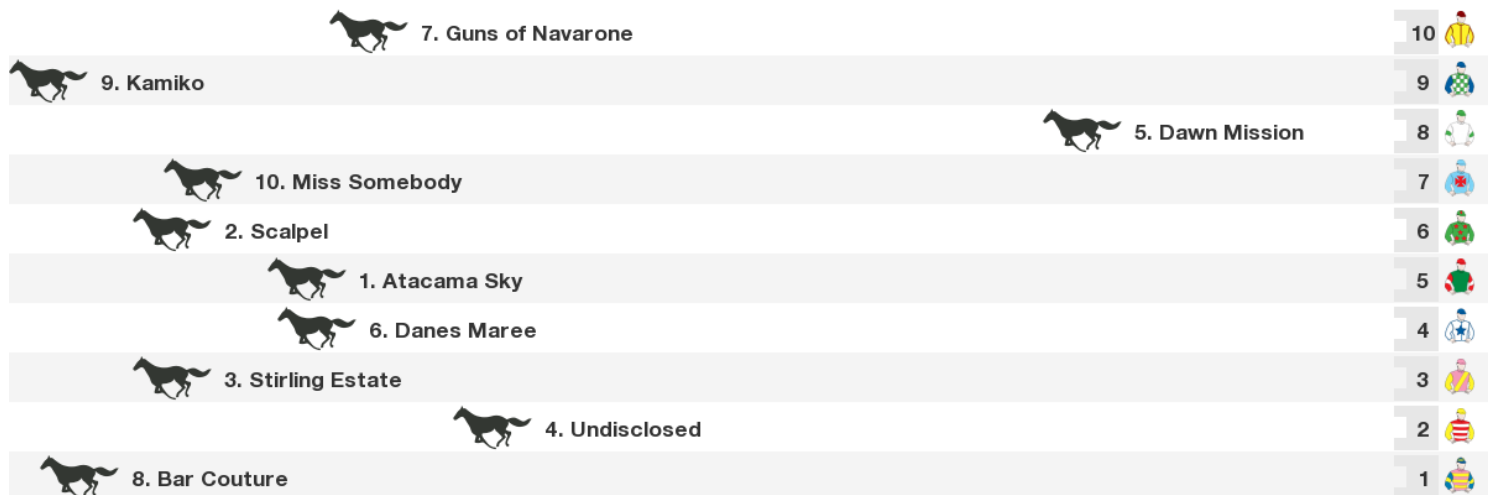 7. Guns of Navarone 10
9. Kamiko 9
5. Dawn Mission 8
10. Miss Somebody 7
2. Scalpel 6
1. Atacama Sky 5
6. Danes Maree 4
3. Stirling Estate 3
4. Undisclosed 2
8. Bar Couture 1